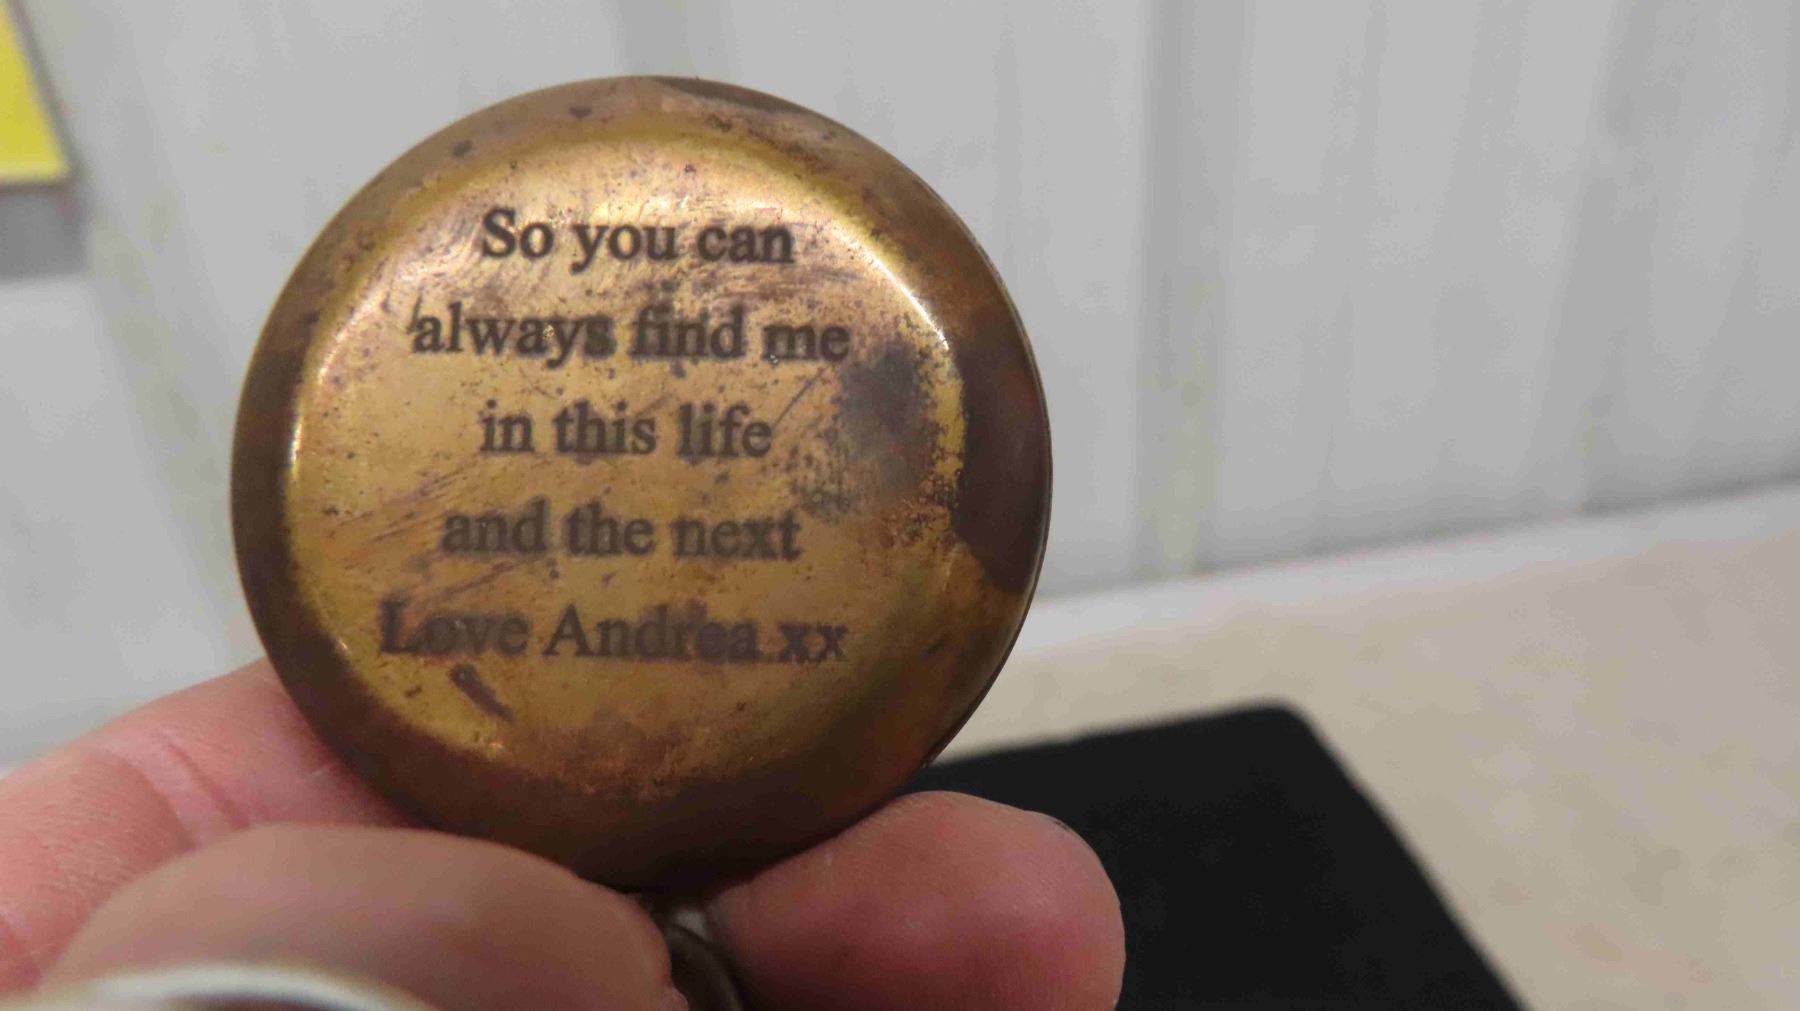 So you can
always find me
in this life
and the next
Love Andrea xx